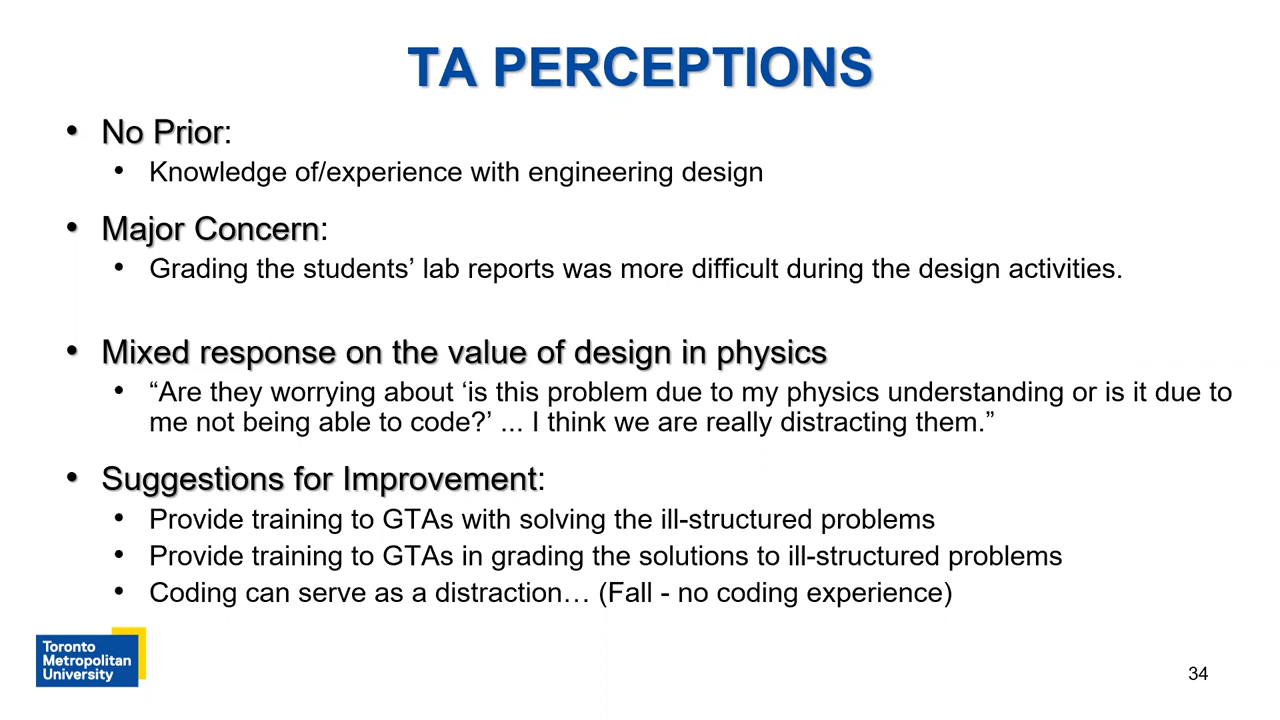 TA PERCEPTIONS
• No Prior:
• Knowledge of/experience with engineering design
• Major Concern:
• Grading the students’ lab reports was more difficult during the design activities.
• Mixed response on the value of design in physics
• “Are they worrying about ‘is this problem due to my physics understanding or is it due to
me not being able to code?’ ... I think we are really distracting them.”
• Suggestions for Improvement:
• Provide training to GTAs with solving the ill-structured problems
• Provide training to GTAs in grading the solutions to ill-structured problems
• Coding can serve as a distraction… (Fall - no coding experience)
Toronto
Metropolitan
University
34